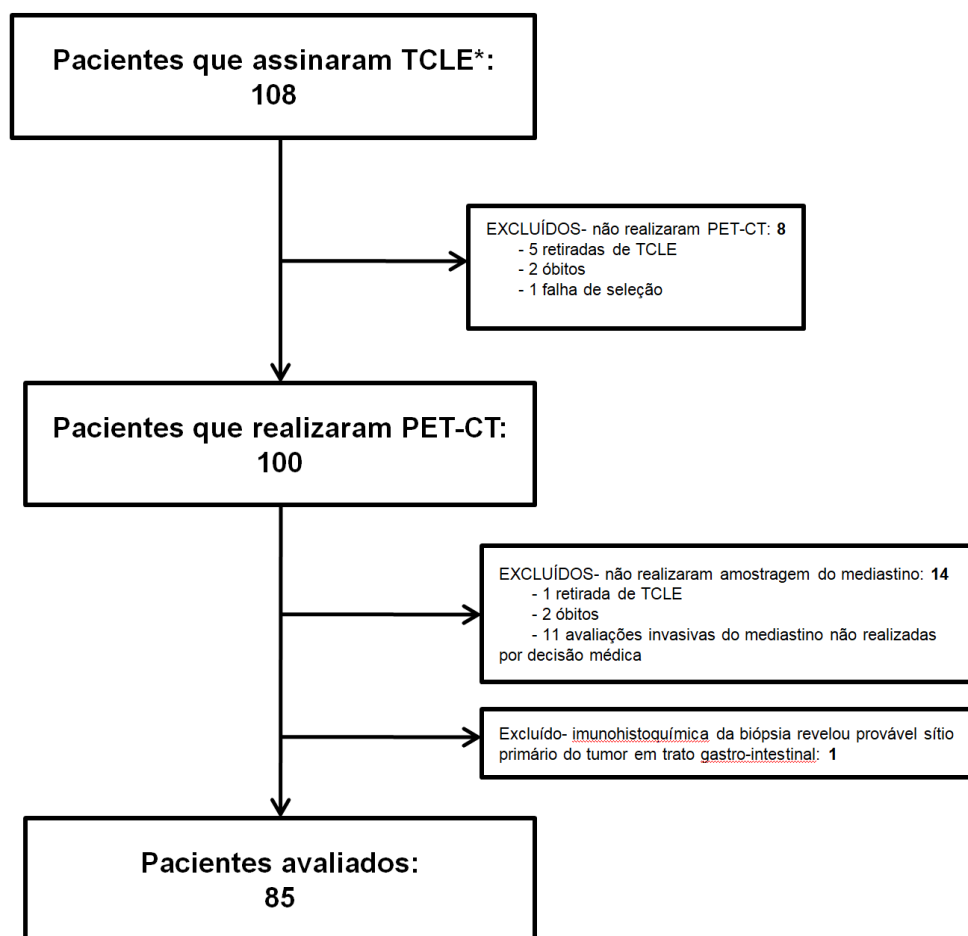 Pacientes que assinaram TCLE*:
108
EXCLUÍDOS- não realizaram PET-CT: 8
- 5 retiradas de TCLE
- 2 óbitos
- 1 falha de seleção
Pacientes que realizaram PET-CT:
100
EXCLUÍDOS- não realizaram amostragem do mediastino: 14
- 1 retirada de TCLE
- 2 óbitos
- 11 avaliações invasivas do mediastino não realizadas
por decisão médica
Excluído- imunohistoquímica da biópsia revelou provável sítio
primário do tumor em trato gastro-intestinal: 1
Pacientes avaliados:
85